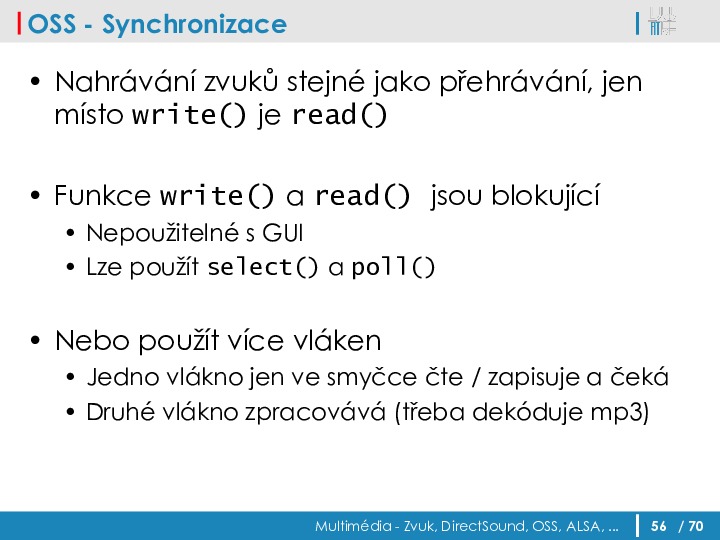 OSS - Synchronizace
• Nahrávání zvuků stejné jako přehrávání, jen
místo write() je read()
• Funkce write() a read() jsou blokující
• Nepoužitelné s GUI
• Lze použít select() a poll()
• Nebo použít více vláken
• Jedno vlákno jen ve smyčce čte / zapisuje a čeká
• Druhé vlákno zpracovává (třeba dekóduje mp3)
Multimédia - Zvuk, DirectSound, OSS, ALSA, ... 56 / 70